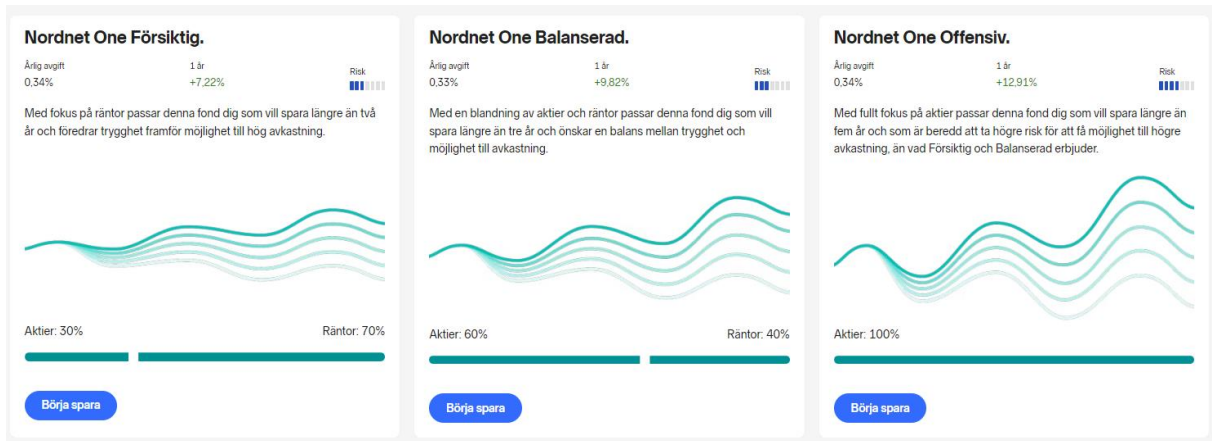 Nordnet One Försiktig.
Årlig avgift
1 år
Risk
0,34%
+7,22%
Med fokus på räntor passar denna fond dig som vill spara längre än två
år och föredrar trygghet framför möjlighet till hög avkastning.
Aktier: 30%
Räntor: 70%
Börja spara
Nordnet One Balanserad.
Årlig avgift
1 år
Risk
0,33%
+9,82%
Med en blandning av aktier och räntor passar denna fond dig som vill
spara längre än tre år och önskar en balans mellan trygghet och
möjlighet till avkastning.
Aktier: 60%
Räntor: 40%
Börja spara
Nordnet One Offensiv.
Årlig avgift
1 år
Risk
0,34%
+12,91%
Med fullt fokus på aktier passar denna fond dig som vill spara längre än
fem år och som är beredd att ta högre risk för att få möjlighet till högre
avkastning, än vad Försiktig och Balanserad erbjuder.
Aktier: 100%
Börja spara